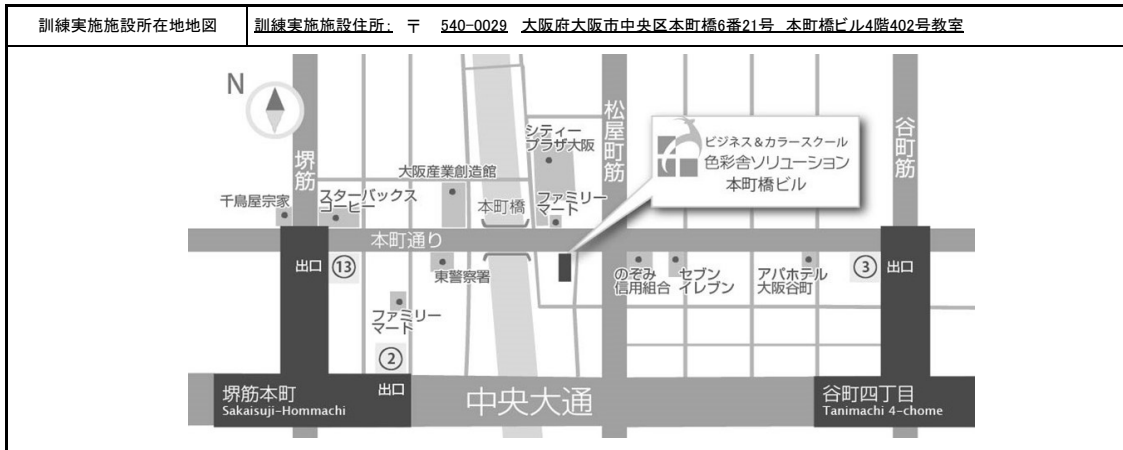 訓練実施施設所在地地図
訓練実施施設住所: 〒 540-0029 大阪府大阪市中央区本町橋6番21号 本町橋ビル4階402号教室
N
堺筋
松屋町筋
谷町筋
シティー
プラザ大阪
ビジネス&カラースクール
色彩舎ソリューション
本町橋ビル
大阪産業創造館
千鳥屋宗家
スターバックス
コーヒー
本町橋
ファミリー
マート
本町通り
出口 ⑬
東警察署
のぞみ
信用組合
セブン
イレブン
アパホテル
大阪谷町
③ 出口
ファミリー
マート
②
出口
堺筋本町
Sakaisuji-Hommachi
中央大通
谷町四丁目
Tanimachi 4-chome